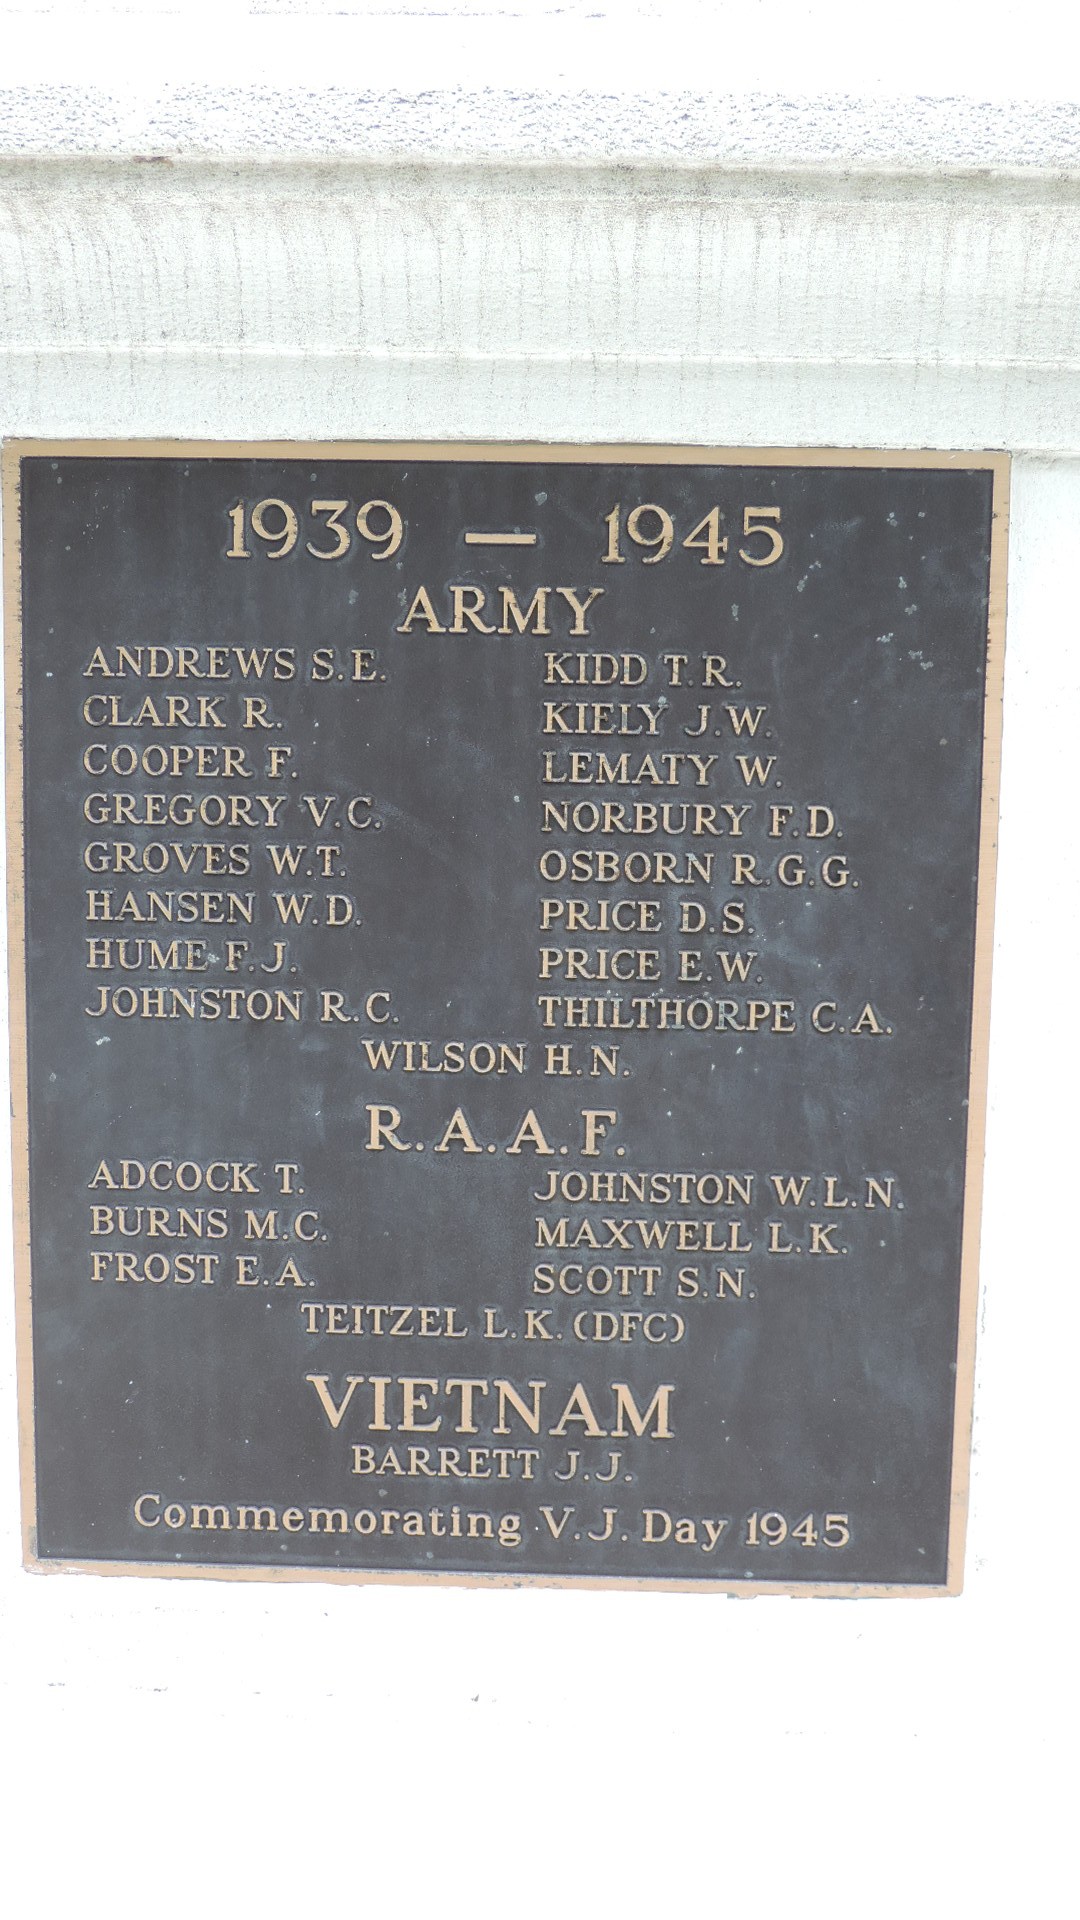 1939 — 1945
ARMY
ANDREWS S.E.
CLARK R.
COOPER F.
GREGORY V.C.
GROVES W.T.
HANSEN W.D.
HUME F.J.
JOHNSTON R.C.
KIDD T.R.
KIELY J.W.
LEMATY W.
NORBURY F.D.
OSBORN R.G.G.
PRICE D.S.
PRICE E.W.
THILTHORPE C.A.
WILSON H.N.
R.A.A.F.
ADCOCK T.
BURNS M.C.
FROST E.A.
JOHNSTON W.L.N.
MAXWELL L.K.
SCOTT S.N.
TEITZEL L.K.(DFC)
VIETNAM
BARRETT J.J.
Commemorating V.J. Day 1945